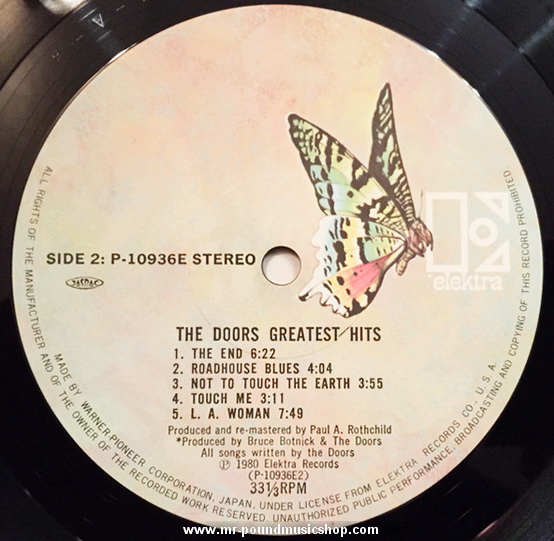 elektra
SIDE 2: P-10936E STEREO
JASRAC
THE DOORS GREATEST HITS
1. THE END 6:22
2. ROADHOUSE BLUES 4:04
3. NOT TO TOUCH THE EARTH 3:55
4. TOUCH ME 3:11
5. L. A. WOMAN 7:49
Produced and re-mastered by Paul A. Rothchild
*Produced by Bruce Botnick & The Doors
All songs written by the Doors
℗ 1980 Elektra Records
(P-10936E2)
33⅓RPM
ALL RIGHTS OF THE MANUFACTURER AND OF THE OWNER OF THE RECORDED WORK RESERVED. UNAUTHORIZED PUBLIC PERFORMANCE, BROADCASTING AND COPYING OF THIS RECORD PROHIBITED.
MADE BY WARNER-PIONEER CORPORATION, JAPAN, UNDER LICENSE FROM ELEKTRA RECORDS CO., U. S. A.
www.mr-poundmusicshop.com